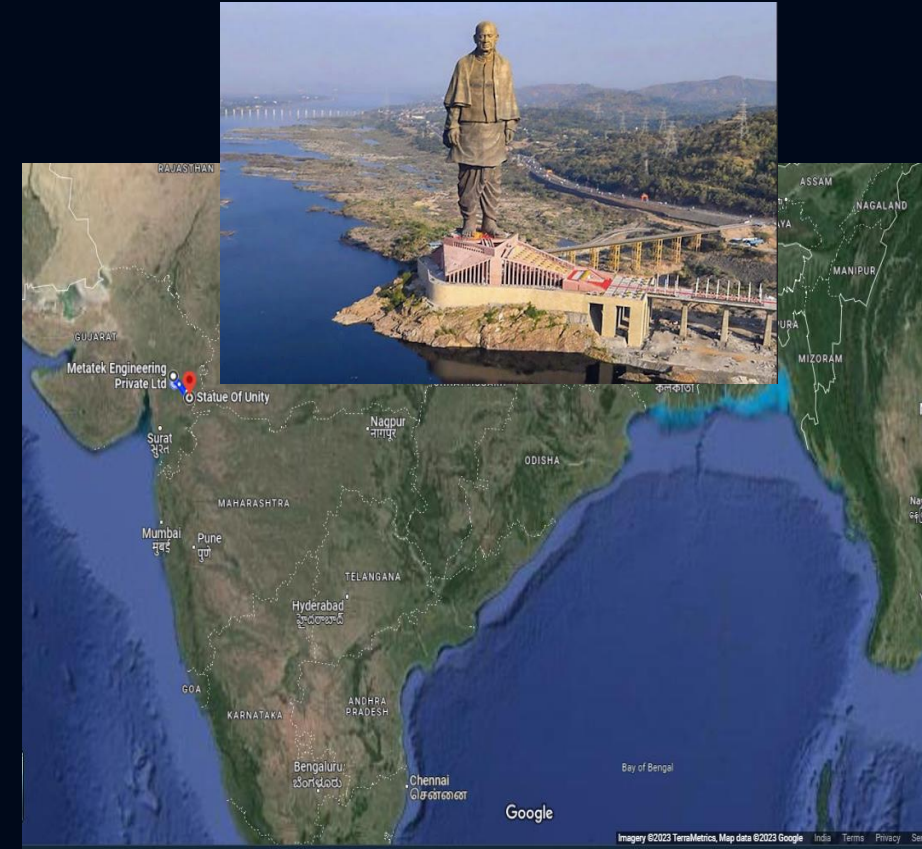 RAJASTHAN
ASSAM
NAGALAND
MANIPUR
MIZORAM
GUJARAT
Metatek Engineering
Private Ltd
Statue Of Unity
Surat
સુરત
Nagpur
नागपूर
ODISHA
MAHARASHTRA
Mumbai
मुंबई
Pune
पुणे
TELANGANA
Hyderabad
హైదరాబాద్
GOA
KARNATAKA
ANDHRA
PRADESH
Bengaluru
ಬೆಂಗಳೂರು
Chennai
சென்னை
Bay of Bengal
Google
Imagery ©2023 TerraMetrics, Map data ©2023 Google India Terms Privacy